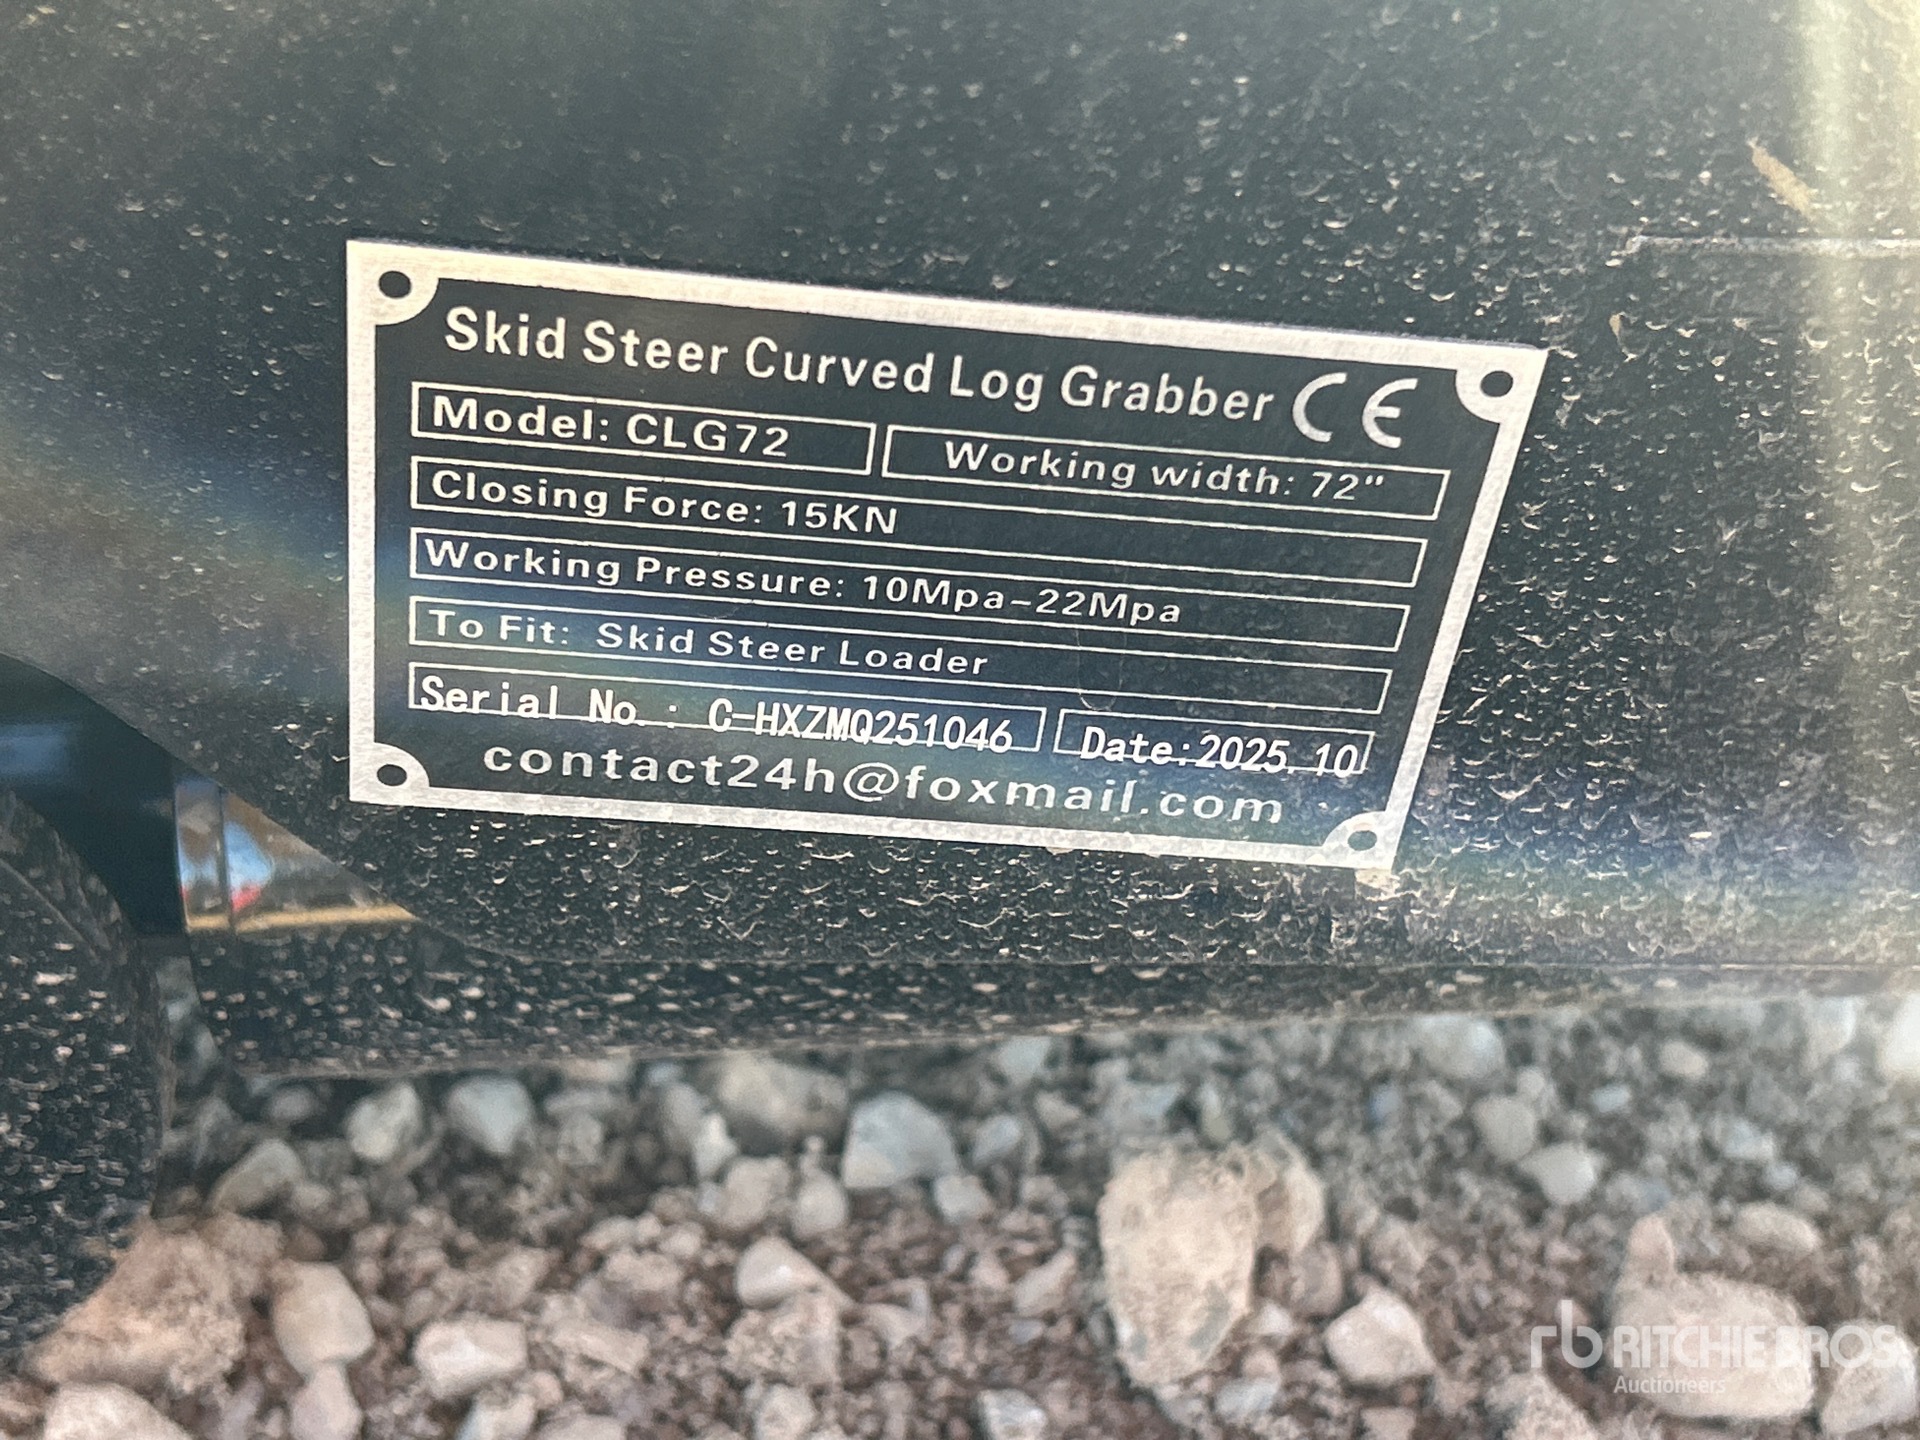 Skid Steer Curved Log Grabber CE
Model: CLG72
Working width: 72"
Closing Force: 15KN
Working Pressure: 10Mpa-22Mpa
To Fit: Skid Steer Loader
Serial No.: C-HXZMQ251046
Date:2025.10
contact24h@foxmail.com
rb RITCHIE BROS.
Auctioneers